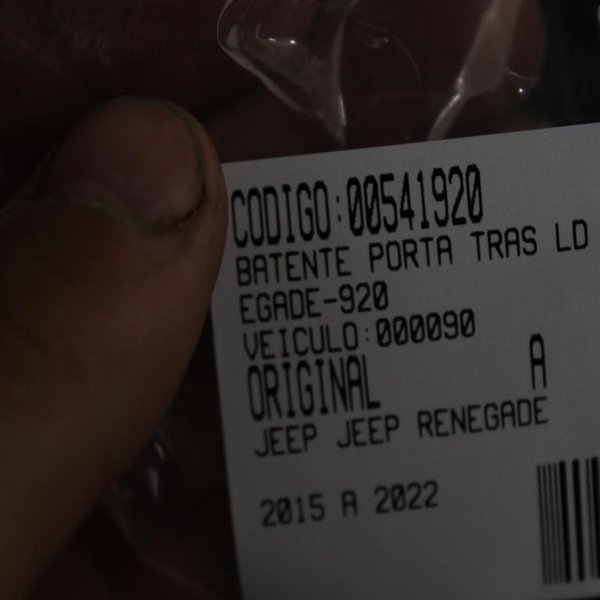 CODIGO:00541920
BATENTE PORTA TRAS LD
EGADE-920
VEICULO:000090
ORIGINAL A
JEEP JEEP RENEGADE
2015 A 2022